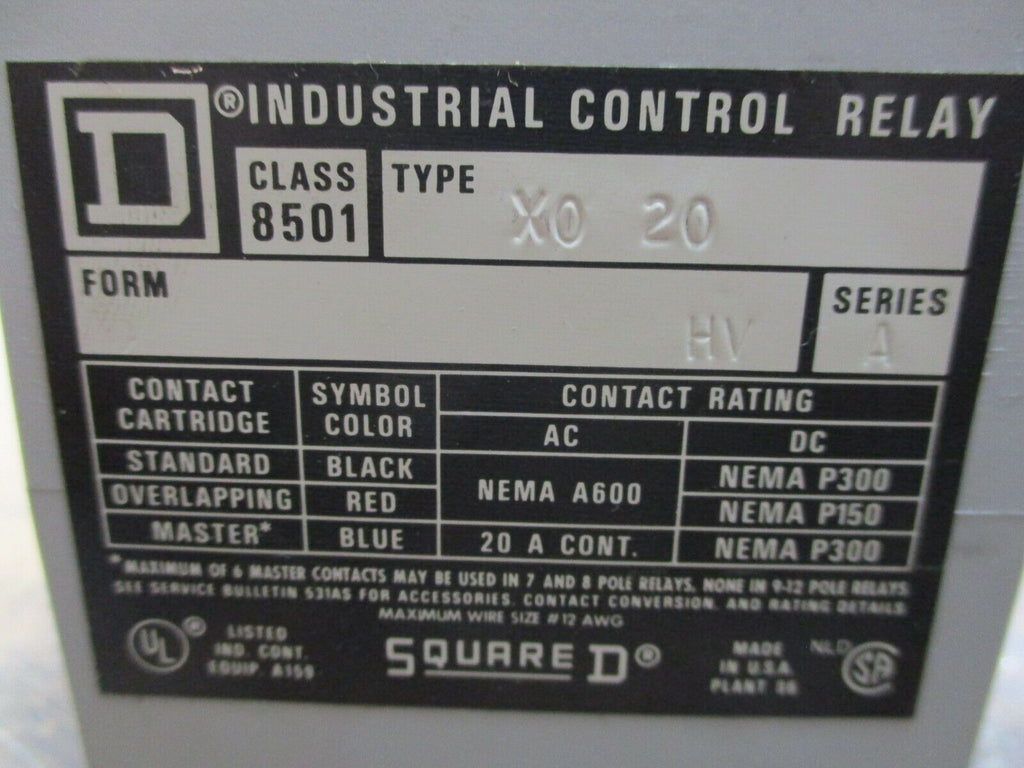 D ® INDUSTRIAL CONTROL RELAY
CLASS 8501
TYPE XO 20
FORM HV
SERIES A
CONTACT CARTRIDGE SYMBOL COLOR CONTACT RATING
AC DC
STANDARD BLACK NEMA A600 NEMA P300
OVERLAPPING RED NEMA P150
MASTER* BLUE 20 A CONT. NEMA P300
*MAXIMUM OF 6 MASTER CONTACTS MAY BE USED IN 7 AND 8 POLE RELAYS. NONE IN 9-12 POLE RELAYS
SEE SERVICE BULLETIN 531AS FOR ACCESSORIES, CONTACT CONVERSION, AND RATING DETAILS
MAXIMUM WIRE SIZE #12 AWG
UL ®
LISTED
IND. CONT.
EQUIP A159
SQUARE D ®
MADE
IN U.S.A.
PLANT 86
NLD
SA